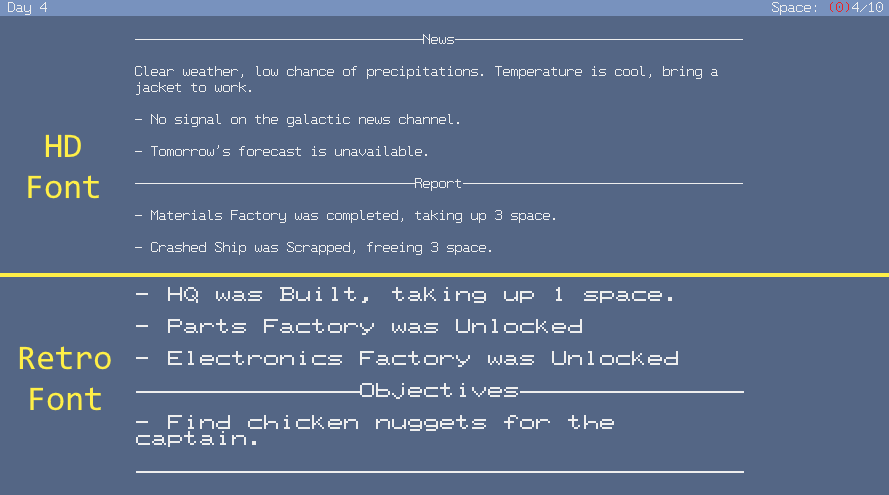 Day 4
Space: (0)4/10
News
Clear weather, low chance of precipitations. Temperature is cool, bring a
jacket to work.
- No signal on the galactic news channel.
- Tomorrow's forecast is unavailable.
HD
Font
Report
- Materials Factory was completed, taking up 3 space.
- Crashed Ship was Scrapped, freeing 3 space.
- HQ was Built, taking up 1 space.
- Parts Factory was Unlocked
- Electronics Factory was Unlocked
Retro
Font
Objectives
- Find chicken nuggets for the
captain.